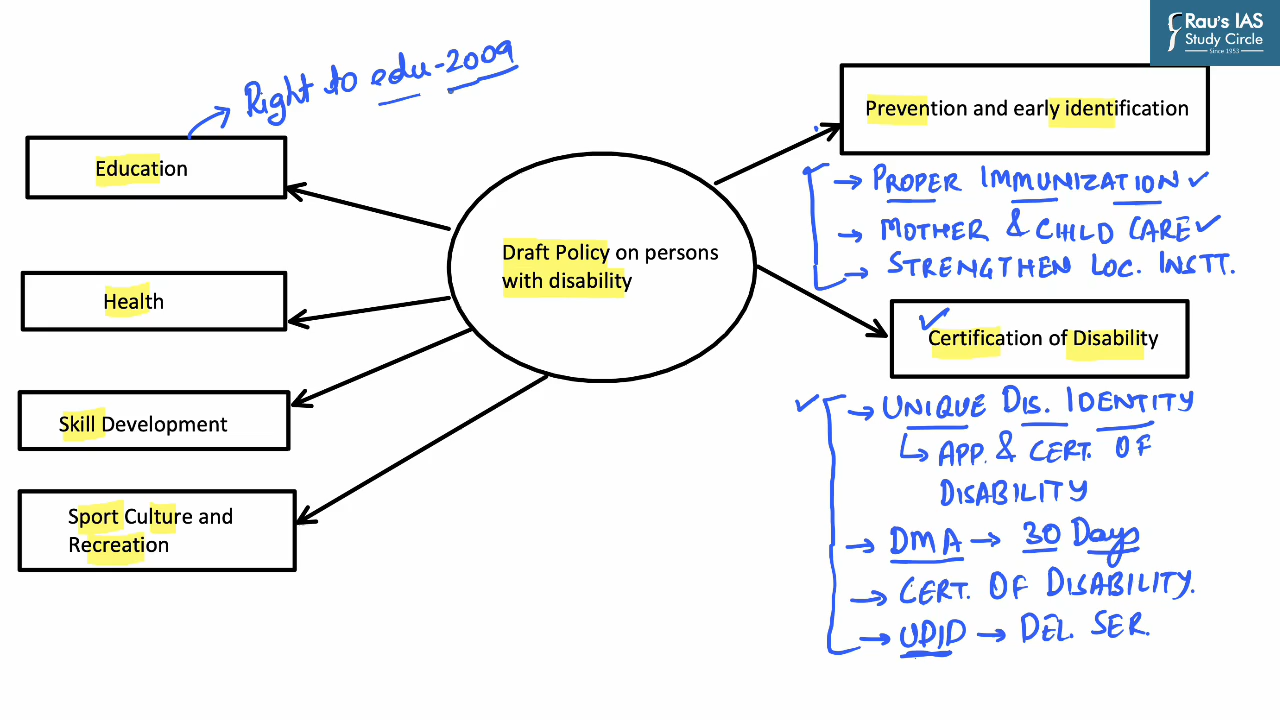 Rau's IAS
Study Circle
Since 1953
Right to edu-2009
Education
Health
Skill Development
Sport Culture and
Recreation
Draft Policy on persons
with disability
Prevention and early identification
→ PROPER IMMUNIZATION ✓
→ MOTHER & CHILD CARE ✓
→ STRENGTHEN LOC. INSTT.
Certification of Disability
→ UNIQUE DIS. IDENTITY
↳ APP. & CERT. OF
DISABILITY
→ DMA → 30 Days
→ CERT. OF DISABILITY.
→ UDID → DEL. SER.